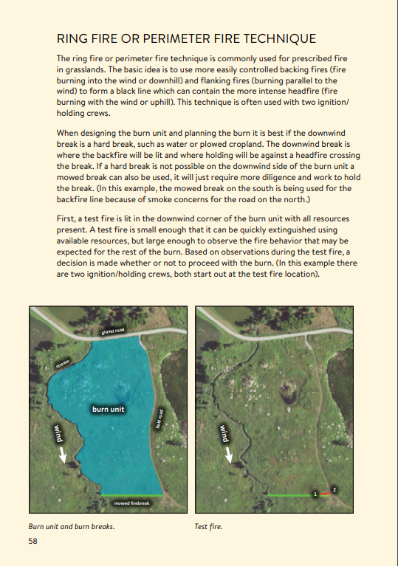 RING FIRE OR PERIMETER FIRE TECHNIQUE
The ring fire or perimeter fire technique is commonly used for prescribed fire
in grasslands. The basic idea is to use more easily controlled backing fires (fire
burning into the wind or downhill) and flanking fires (burning parallel to the
wind) to form a black line which can contain the more intense headfire (fire
burning with the wind or uphill). This technique is often used with two ignition/
holding crews.
When designing the burn unit and planning the burn it is best if the downwind
break is a hard break, such as water or plowed cropland. The downwind break is
where the backfire will be lit and where holding will be against a headfire crossing
the break. If a hard break is not possible on the downwind side of the burn unit a
mowed break can also be used, it will just require more diligence and work to hold
the break. (In this example, the mowed break on the south is being used for the
backfire line because of smoke concerns for the road on the north.)
First, a test fire is lit in the downwind corner of the burn unit with all resources
present. A test fire is small enough that it can be quickly extinguished using
available resources, but large enough to observe the fire behavior that may be
expected for the rest of the burn. Based on observations during the test fire, a
decision is made whether or not to proceed with the burn. (In this example there
are two ignition/holding crews, both start out at the test fire location).
gravel road
burn unit
field road
wind
mowed firebreak
wind
1
2
Burn unit and burn breaks.
Test fire.
58